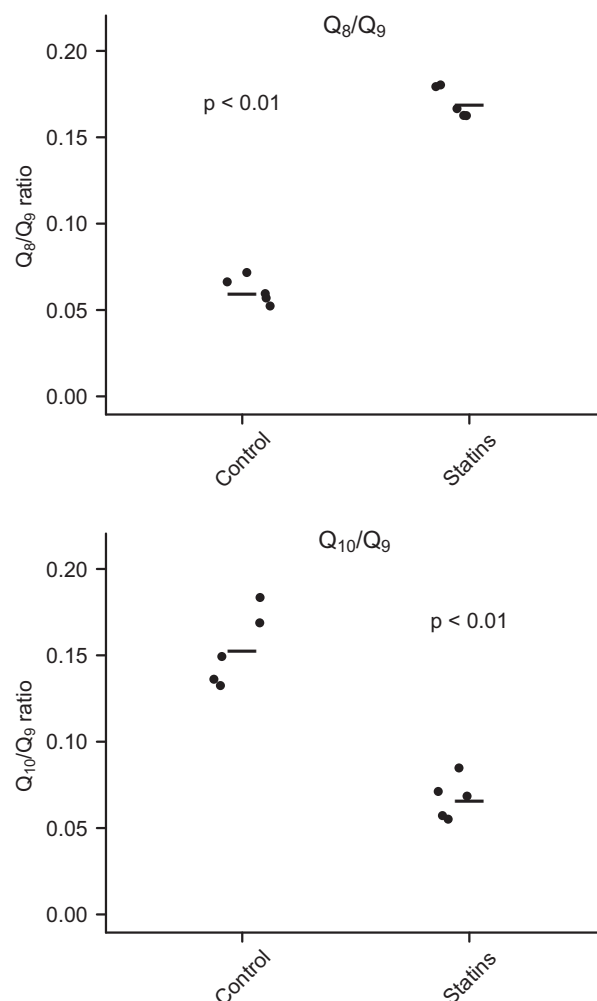 Q₈/Q₉
0.20
p < 0.01
0.15
0.10
0.05
0.00
Q₈/Q₉ ratio
Control
Statins
Q₁₀/Q₉
0.20
p < 0.01
0.15
0.10
0.05
0.00
Q₁₀/Q₉ ratio
Control
Statins